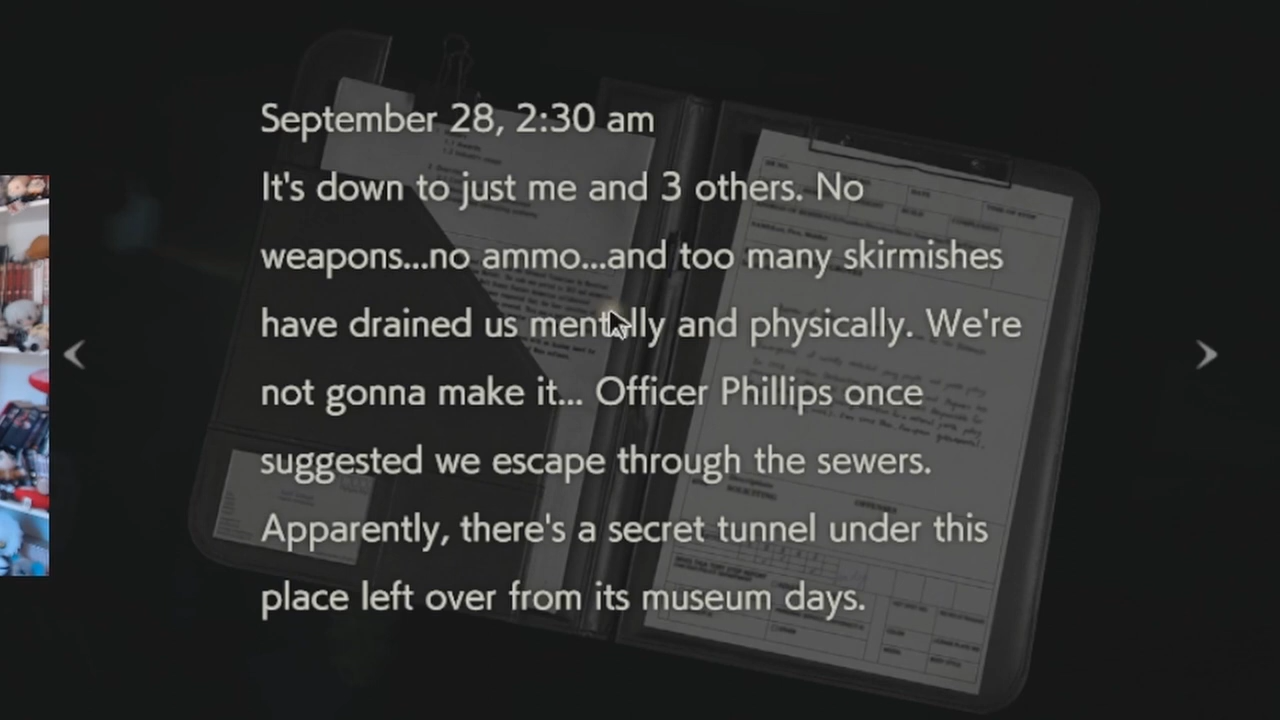 September 28, 2:30 am
It's down to just me and 3 others. No
weapons...no ammo...and too many skirmishes
have drained us mentally and physically. We're
not gonna make it... Officer Phillips once
suggested we escape through the sewers.
Apparently, there's a secret tunnel under this
place left over from its museum days.